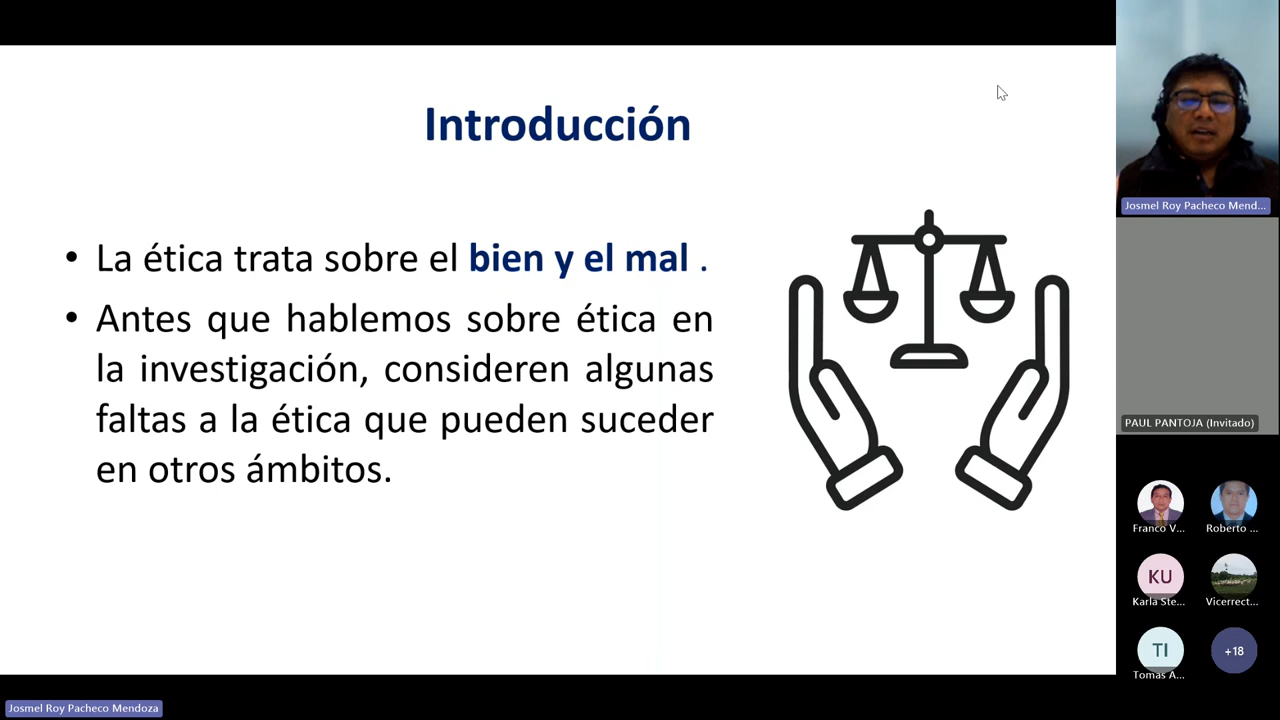 Introducción
• La ética trata sobre el bien y el mal .
• Antes que hablemos sobre ética en
la investigación, consideren algunas
faltas a la ética que pueden suceder
en otros ámbitos.
Josmel Roy Pacheco Mend...
PAUL PANTOJA (Invitado)
Franco V...
Roberto ...
KU
Karla Ste...
Vicerrect...
TI
Tomas A...
+18
Josmel Roy Pacheco Mendoza